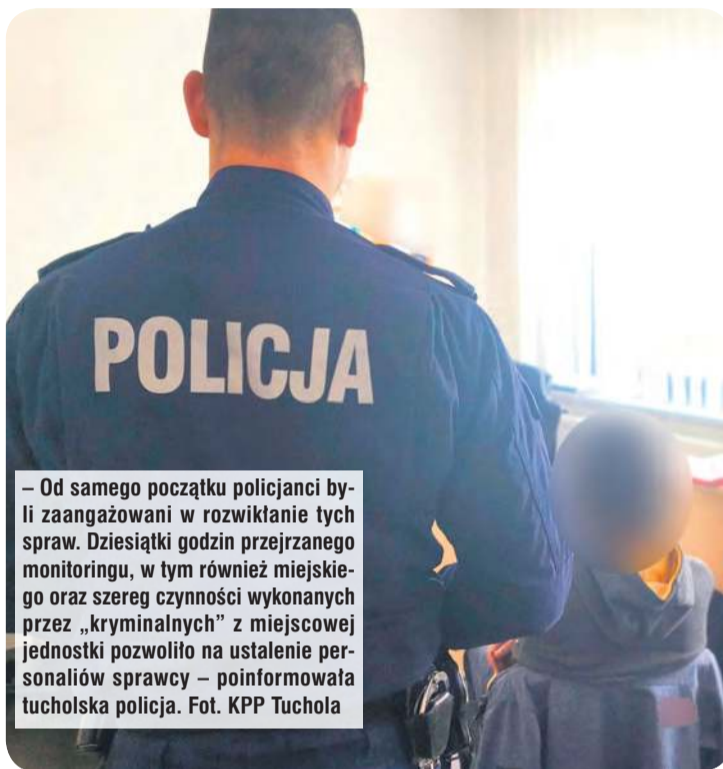 POLICJA
– Od samego początku policjanci by-
li zaangażowani w rozwikłanie tych
spraw. Dziesiątki godzin przejrzanego
monitoringu, w tym również miejskie-
go oraz szereg czynności wykonanych
przez „kryminalnych” z miejscowej
jednostki pozwoliło na ustalenie per-
sonaliów sprawcy – poinformowała
tucholska policja. Fot. KPP Tuchola